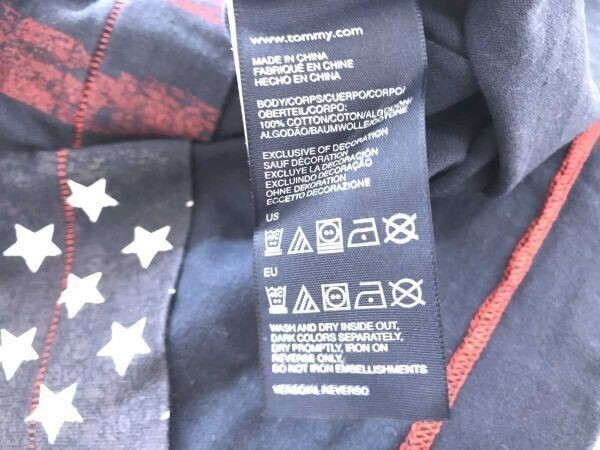 www.tommy.com
MADE IN CHINA
FABRIQUÉ EN CHINE
HECHO EN CHINA
BODY/CORPS/CUERPO/CORPO/
OBERTEIL/CORPO:
100% COTTON/COTON/ALGODÓN/
ALGODÃO/BAUMWOLLE/COTONE
EXCLUSIVE OF DECORATION
SAUF DÉCORATION
EXCLUYE LA DECORACIÓN
EXCLUINDO DECORAÇÃO
OHNE DEKORATION
ECCETTO DECORAZIONE
US
EU
WASH AND DRY INSIDE OUT,
DARK COLORS SEPARATELY,
DRY PROMPTLY, IRON ON
REVERSE ONLY,
DO NOT IRON EMBELLISHMENTS
REVERSO